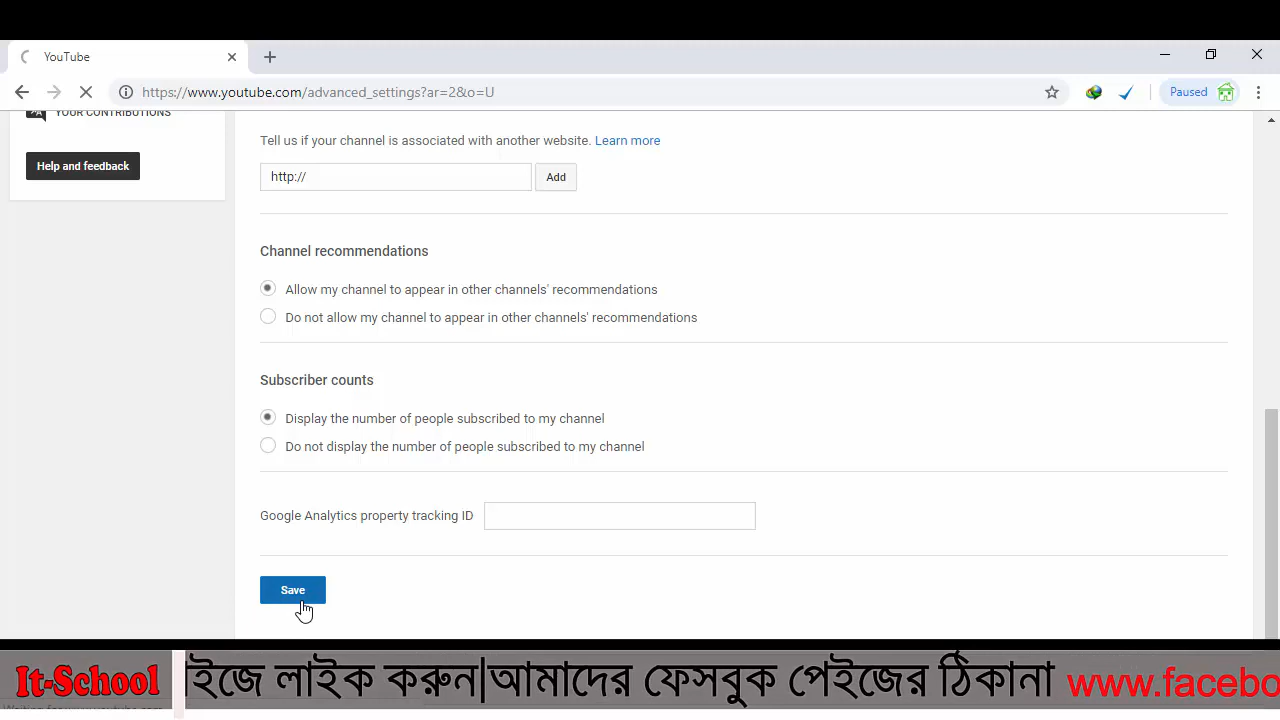 YouTube
https://www.youtube.com/advanced_settings?ar=2&o=U
Paused
YOUR CONTRIBUTIONS
Help and feedback
Tell us if your channel is associated with another website. Learn more
http://
Add
Channel recommendations
Allow my channel to appear in other channels' recommendations
Do not allow my channel to appear in other channels' recommendations
Subscriber counts
Display the number of people subscribed to my channel
Do not display the number of people subscribed to my channel
Google Analytics property tracking ID
Save
It-School
ইজে লাইক করুন|আমাদের ফেসবুক পেইজের ঠিকানা www.facebo